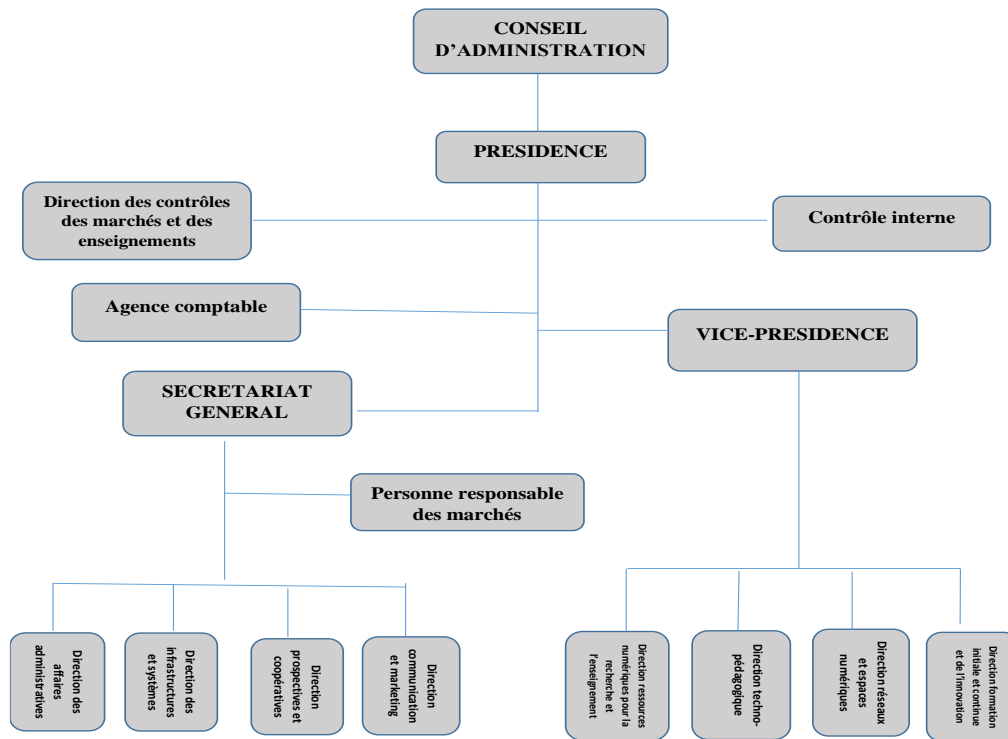 CONSEIL
D'ADMINISTRATION
PRESIDENCE
Direction des contrôles
des marchés et des
enseignements
Contrôle interne
Agence comptable
VICE-PRESIDENCE
SECRETARIAT
GENERAL
Personne responsable
des marchés
Direction des
affaires
administratives
Direction des
infrastructures
et systèmes
Direction
prospectives et
coopératives
Direction
communication
et marketing
Direction ressources
numériques pour la
recherche et
l'enseignement
Direction techno-
pédagogique
Direction réseaux
et espaces
numériques
Direction formation
initiale et continue
et de l'innovation